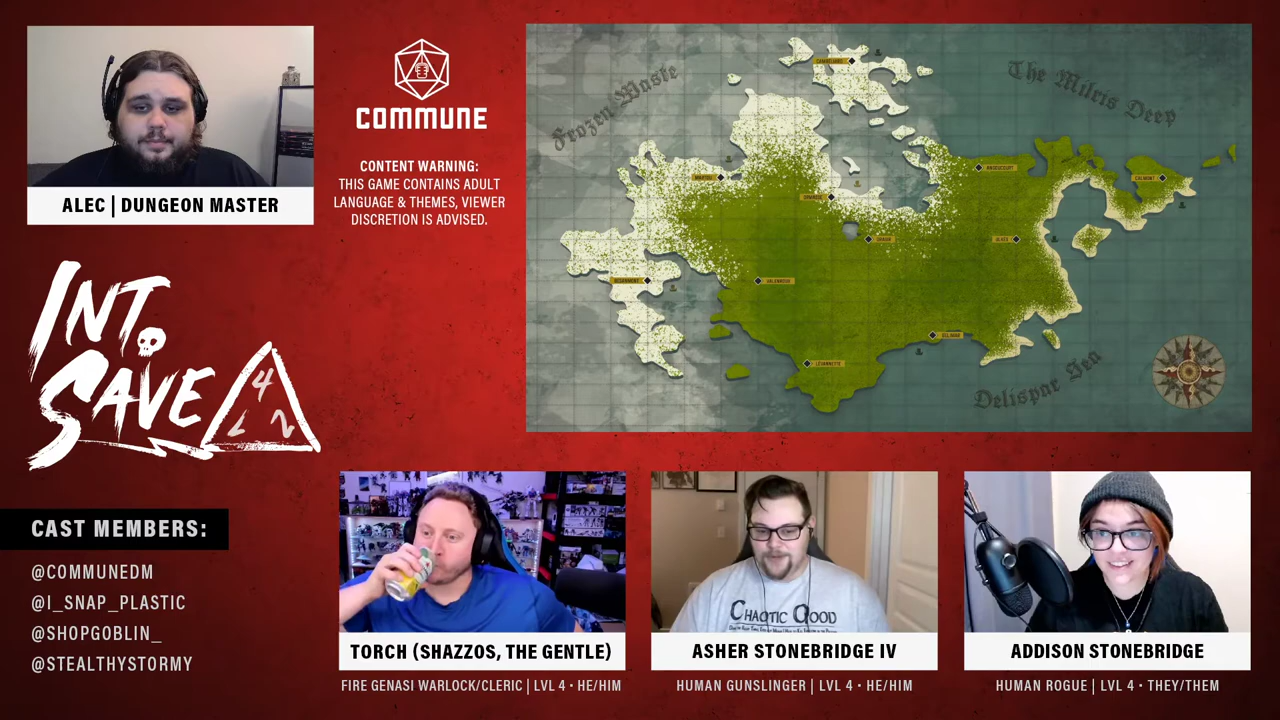 ALEC | DUNGEON MASTER
COMMUNE
CONTENT WARNING:
THIS GAME CONTAINS ADULT
LANGUAGE & THEMES, VIEWER
DISCRETION IS ADVISED.
Frozen Waste
The Milris Deep
Delispar Sea
INT.
SAVE
4
CAST MEMBERS:
@COMMUNEDM
@I_SNAP_PLASTIC
@SHOPGOBLIN_
@STEALTHYSTORMY
TORCH (SHAZZOS, THE GENTLE)
FIRE GENASI WARLOCK/CLERIC | LVL 4 • HE/HIM
CHAOTIC GOOD
ASHER STONEBRIDGE IV
HUMAN GUNSLINGER | LVL 4 • HE/HIM
ADDISON STONEBRIDGE
HUMAN ROGUE | LVL 4 • THEY/THEM